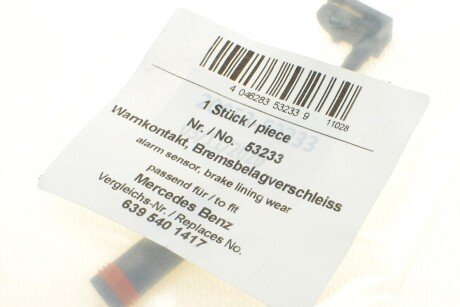 4 046283 53233 9
11028
1 Stück / piece
Nr. / No. 53233
Warnkontakt, Bremsbelagverschleiss
alarm sensor, brake lining wear
passend für / to fit
Mercedes Benz
Vergleichs-Nr. / Replaces No.
639 540 1417